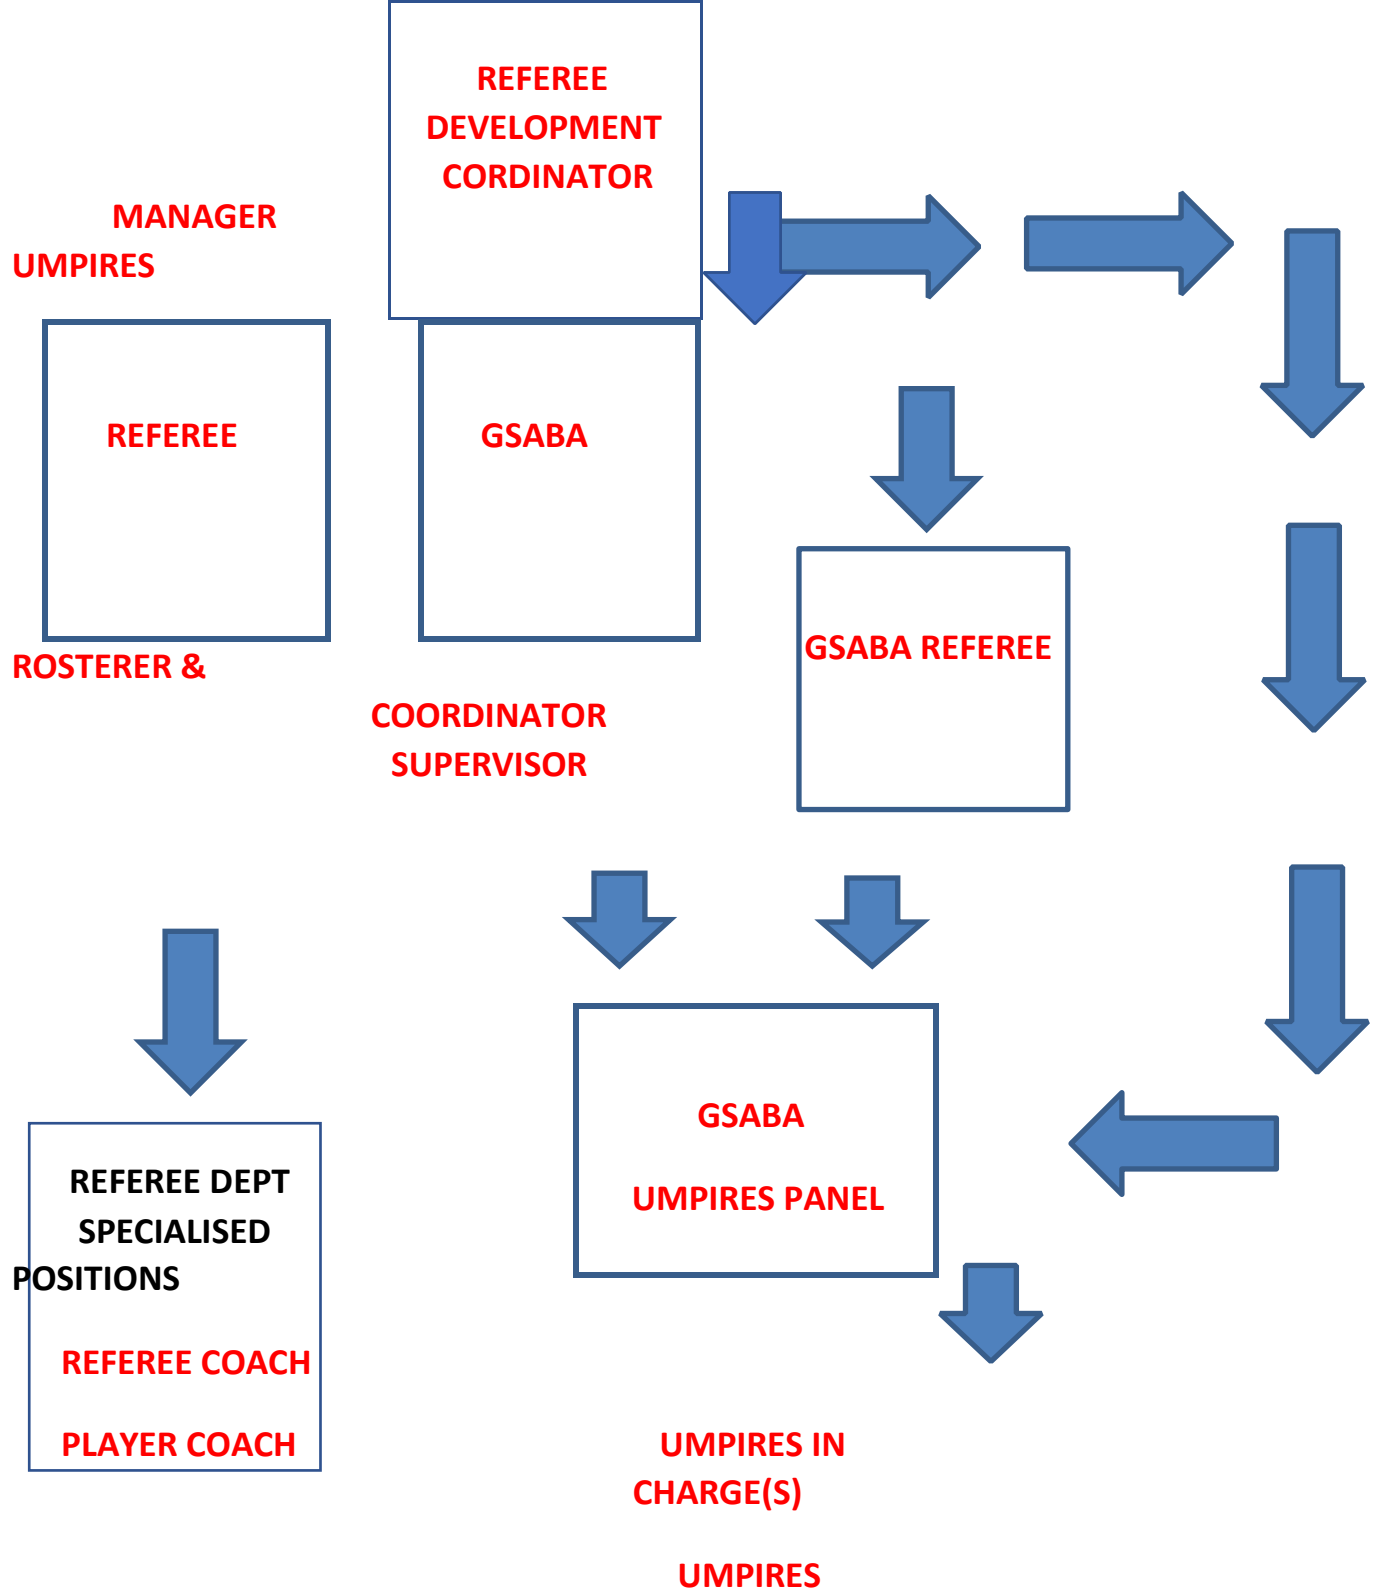 REFEREE
DEVELOPMENT
CORDINATOR
MANAGER
UMPIRES
REFEREE
GSABA
GSABA REFEREE
ROSTERER &
COORDINATOR
SUPERVISOR
GSABA
UMPIRES PANEL
REFEREE DEPT
SPECIALISED
POSITIONS
REFEREE COACH
PLAYER COACH
UMPIRES IN
CHARGE(S)
UMPIRES